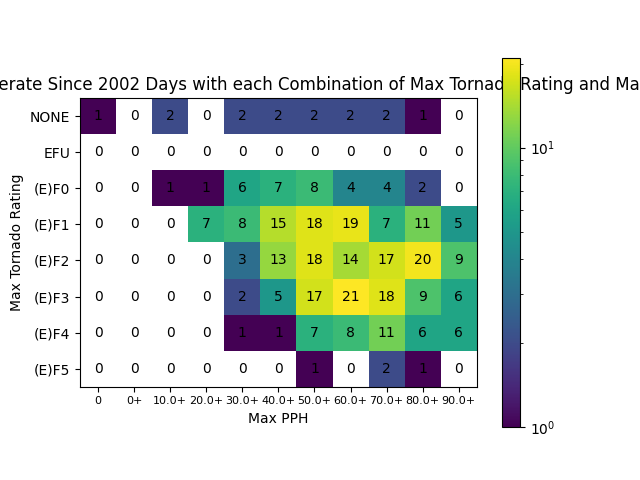 erate Since 2002 Days with each Combination of Max Tornado Rating and Ma
NONE 1 0 2 0 2 2 2 2 2 1 0
EFU 0 0 0 0 0 0 0 0 0 0 0
(E)F0 0 0 1 1 6 7 8 4 4 2 0
(E)F1 0 0 0 7 8 15 18 19 7 11 5
(E)F2 0 0 0 0 3 13 18 14 17 20 9
(E)F3 0 0 0 0 2 5 17 21 18 9 6
(E)F4 0 0 0 0 1 1 7 8 11 6 6
(E)F5 0 0 0 0 0 0 1 0 2 1 0
0 0+ 10.0+ 20.0+ 30.0+ 40.0+ 50.0+ 60.0+ 70.0+ 80.0+ 90.0+
Max PPH
Max Tornado Rating
10¹
10⁰